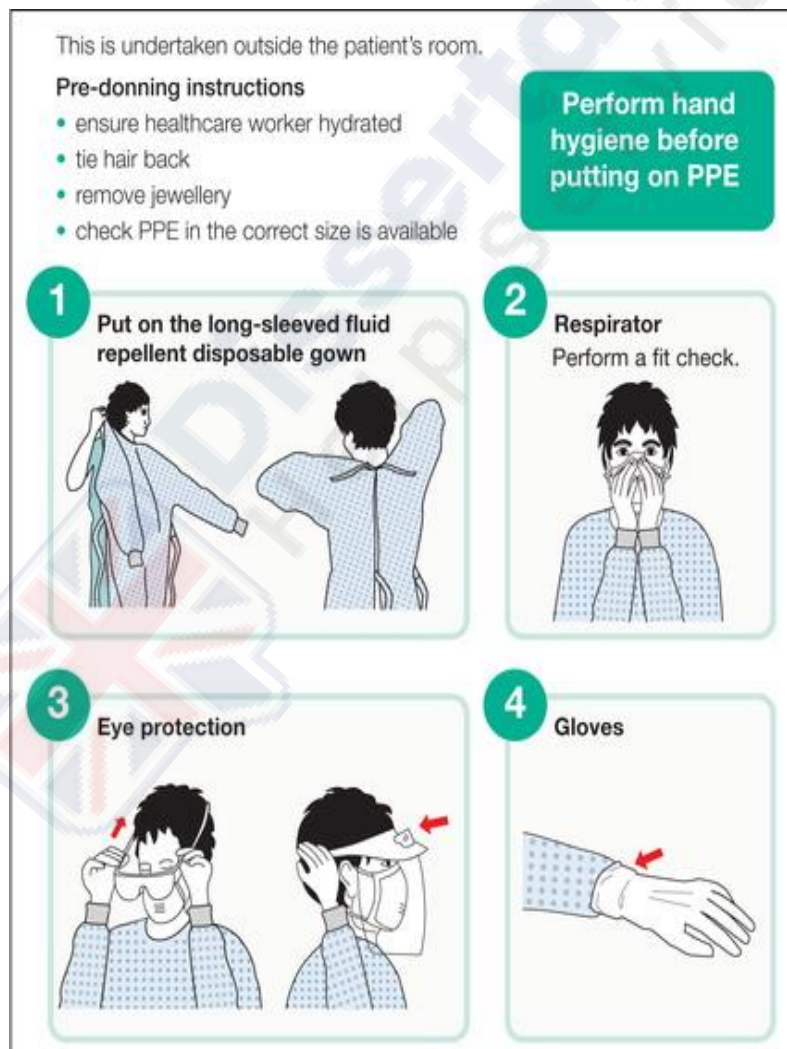 This is undertaken outside the patient's room.
Pre-donning instructions
• ensure healthcare worker hydrated
• tie hair back
• remove jewellery
• check PPE in the correct size is available
Perform hand
hygiene before
putting on PPE
1
Put on the long-sleeved fluid
repellent disposable gown
2
Respirator
Perform a fit check.
3
Eye protection
4
Gloves